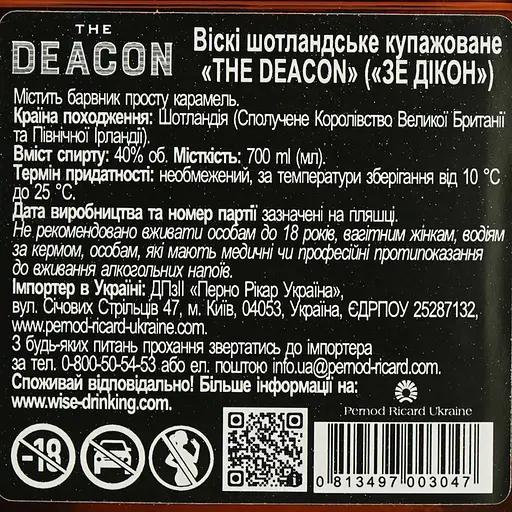 THE
DEACON
Віскі шотландське купажоване
«THE DEACON» («ЗЕ ДІКОН»)
Містить барвник просту карамель.
Країна походження: Шотландія (Сполучене Королівство Великої Британії
та Північної Ірландії).
Вміст спирту: 40% об. Місткість: 700 ml (мл).
Термін придатності: необмежений, за температури зберігання від 10 °С
до 25 °С.
Дата виробництва та номер партії зазначені на пляшці.
Не рекомендовано вживати особам до 18 років, вагітним жінкам, водіям
за кермом, особам, які мають медичні чи професійні протипоказання
до вживання алкогольних напоїв.
Імпортер в Україні: ДПзІІ «Перно Рікар Україна»,
вул. Січових Стрільців 47, м. Київ, 04053, Україна, ЄДРПОУ 25287132,
www.pernod-ricard-ukraine.com.
З будь-яких питань прохання звертатись до імпортера
за тел. 0-800-50-54-53 або ел. поштою info.ua@pernod-ricard.com.
Споживай відповідально! Більше інформації на:
www.wise-drinking.com.
Pernod Ricard Ukraine
-18
0 813497 003047